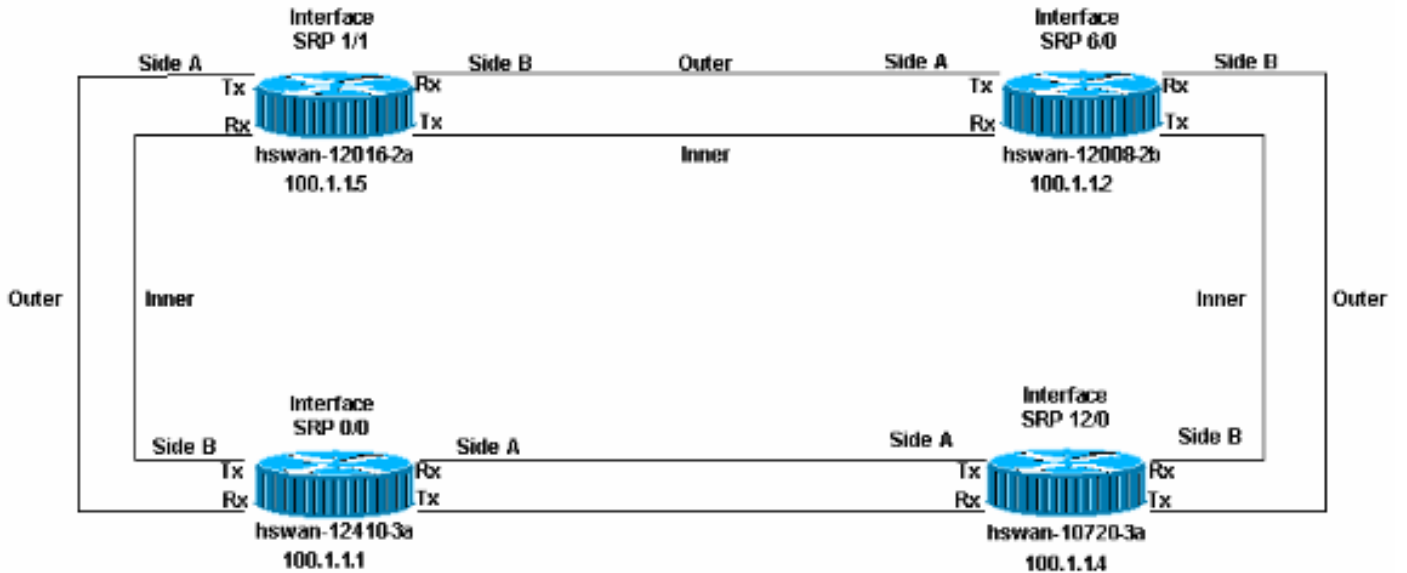 Interface
SRP 1/1
Interface
SRP 6/0
Side A
Side B
Outer
Side A
Side B
Tx
Rx
Tx
Rx
Rx
Tx
Rx
Tx
hswan-12016-2a
100.1.1.5
Inner
hswan-12008-2b
100.1.1.2
Outer
Inner
Inner
Outer
Interface
SRP 0/0
Interface
SRP 12/0
Side B
Side A
Side A
Side B
Tx
Rx
Tx
Rx
Rx
Tx
Rx
Tx
hswan-12410-3a
100.1.1.1
hswan-10720-3a
100.1.1.4